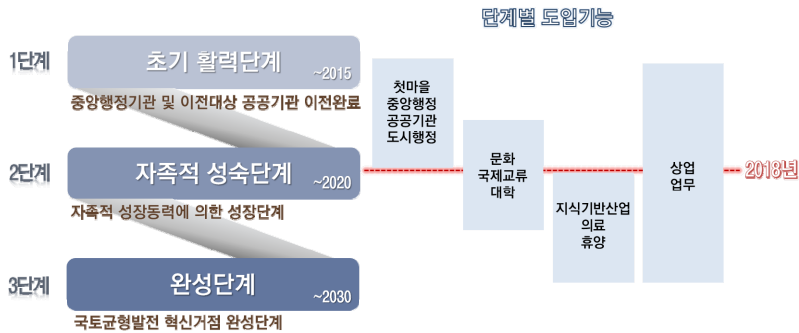 단계별 도입기능
1단계
초기 활력단계
~2015
중앙행정기관 및 이전대상 공공기관 이전완료
2단계
자족적 성숙단계
~2020
자족적 성장동력에 의한 성장단계
3단계
완성단계
~2030
국토균형발전 혁신거점 완성단계
첫마을
중앙행정
공공기관
도시행정
문화
국제교류
대학
지식기반산업
의료
휴양
상업
업무
2018년